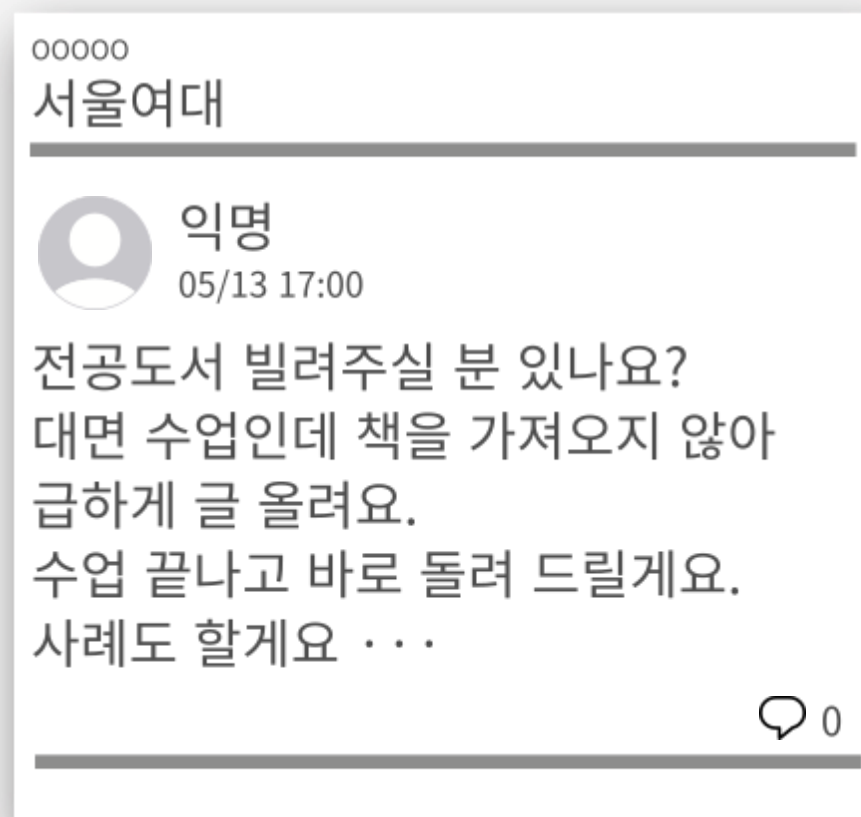 ooooo
서울여대
익명
05/13 17:00
전공도서 빌려주실 분 있나요?
대면 수업인데 책을 가져오지 않아
급하게 글 올려요.
수업 끝나고 바로 돌려 드릴게요.
사례도 할게요 · · ·
0